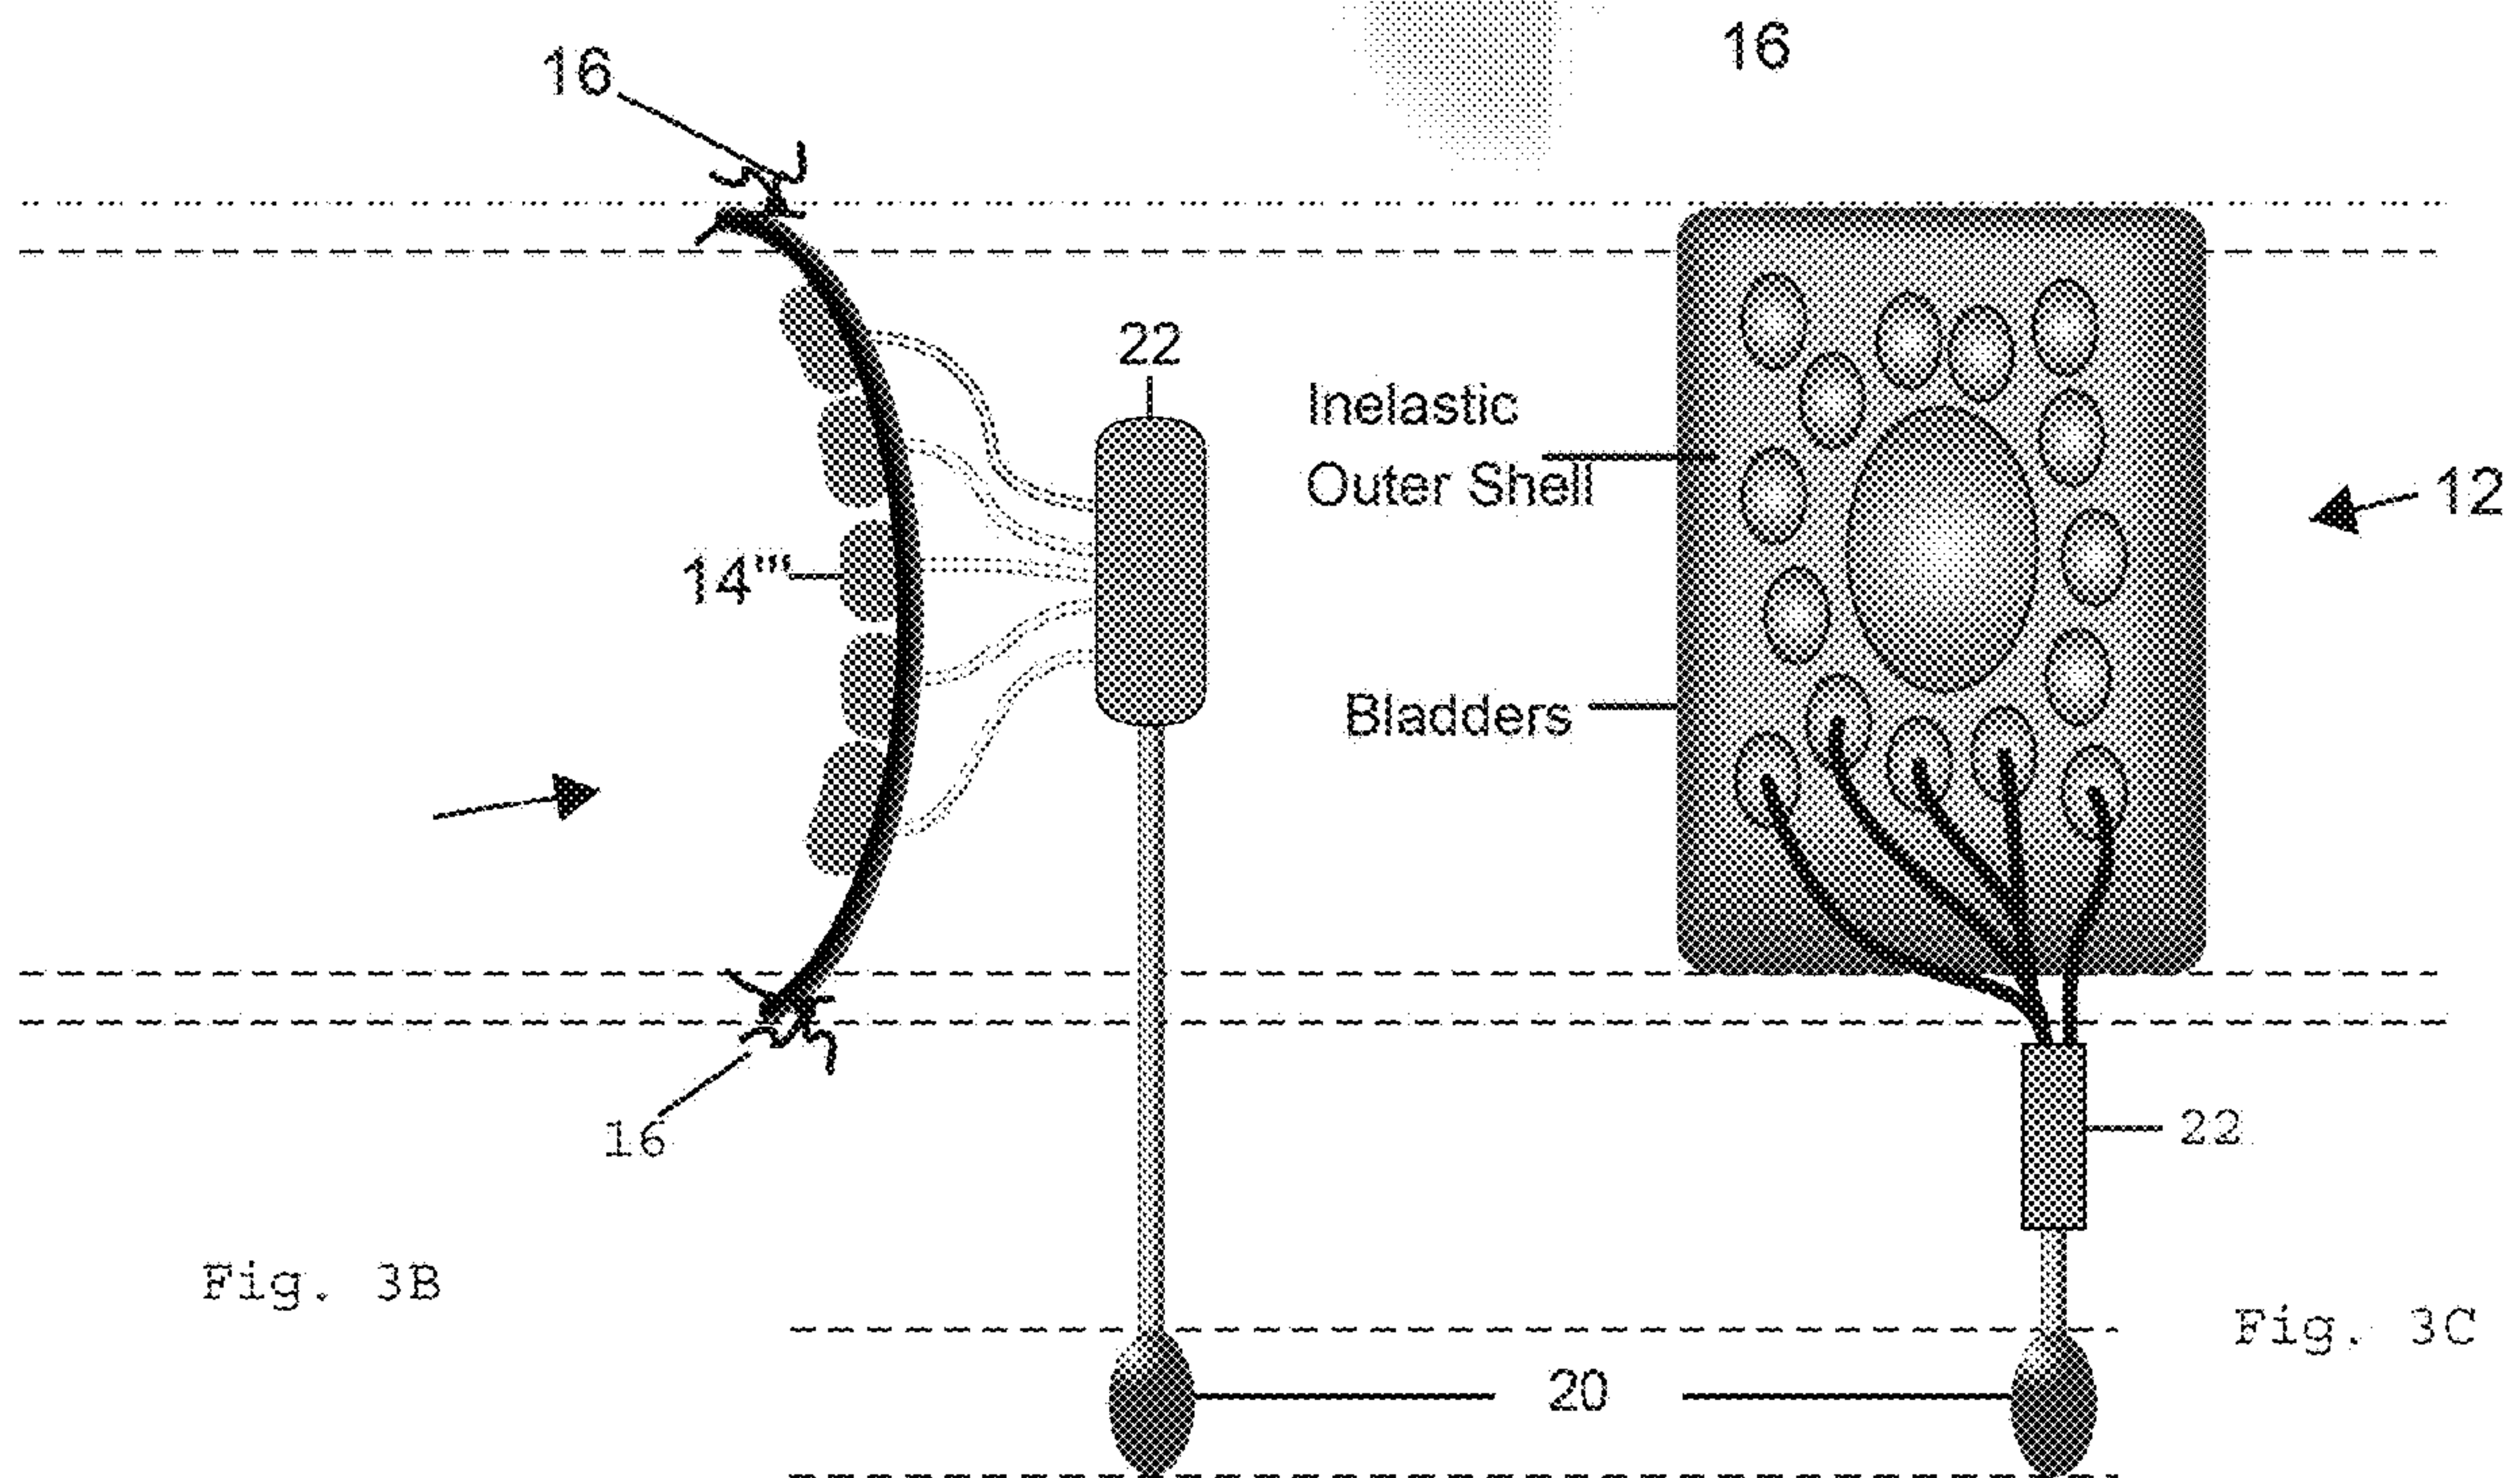 16
16
22
Inelastic
Outer Shell
12
14'''
Bladders
16
22
Fig. 3B
Fig. 3C
20